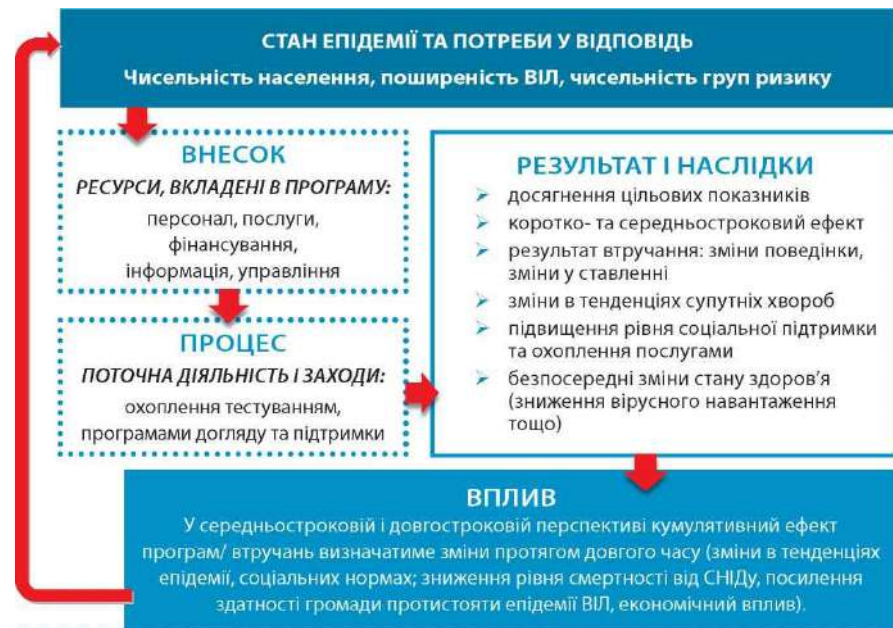 СТАН ЕПІДЕМІЇ ТА ПОТРЕБИ У ВІДПОВІДЬ
Чисельність населення, поширеність ВІЛ, чисельність груп ризику
ВНЕСОК
РЕСУРСИ, ВКЛАДЕНІ В ПРОГРАМУ:
персонал, послуги,
фінансування,
інформація, управління
ПРОЦЕС
ПОТОЧНА ДІЯЛЬНІСТЬ І ЗАХОДИ:
охоплення тестуванням,
програмами догляду та підтримки
РЕЗУЛЬТАТ І НАСЛІДКИ
досягнення цільових показників
коротко- та середньостроковий ефект
результат втручання: зміни поведінки,
зміни у ставленні
зміни в тенденціях супутніх хвороб
підвищення рівня соціальної підтримки
та охоплення послугами
безпосередні зміни стану здоров’я
(зниження вірусного навантаження
тощо)
ВПЛИВ
У середньостроковій і довгостроковій перспективі кумулятивний ефект
програм/ втручань визначатиме зміни протягом довгого часу (зміни в тенденціях
епідемії, соціальних нормах; зниження рівня смертності від СНІДу, посилення
здатності громади протистояти епідемії ВІЛ, економічний вплив).